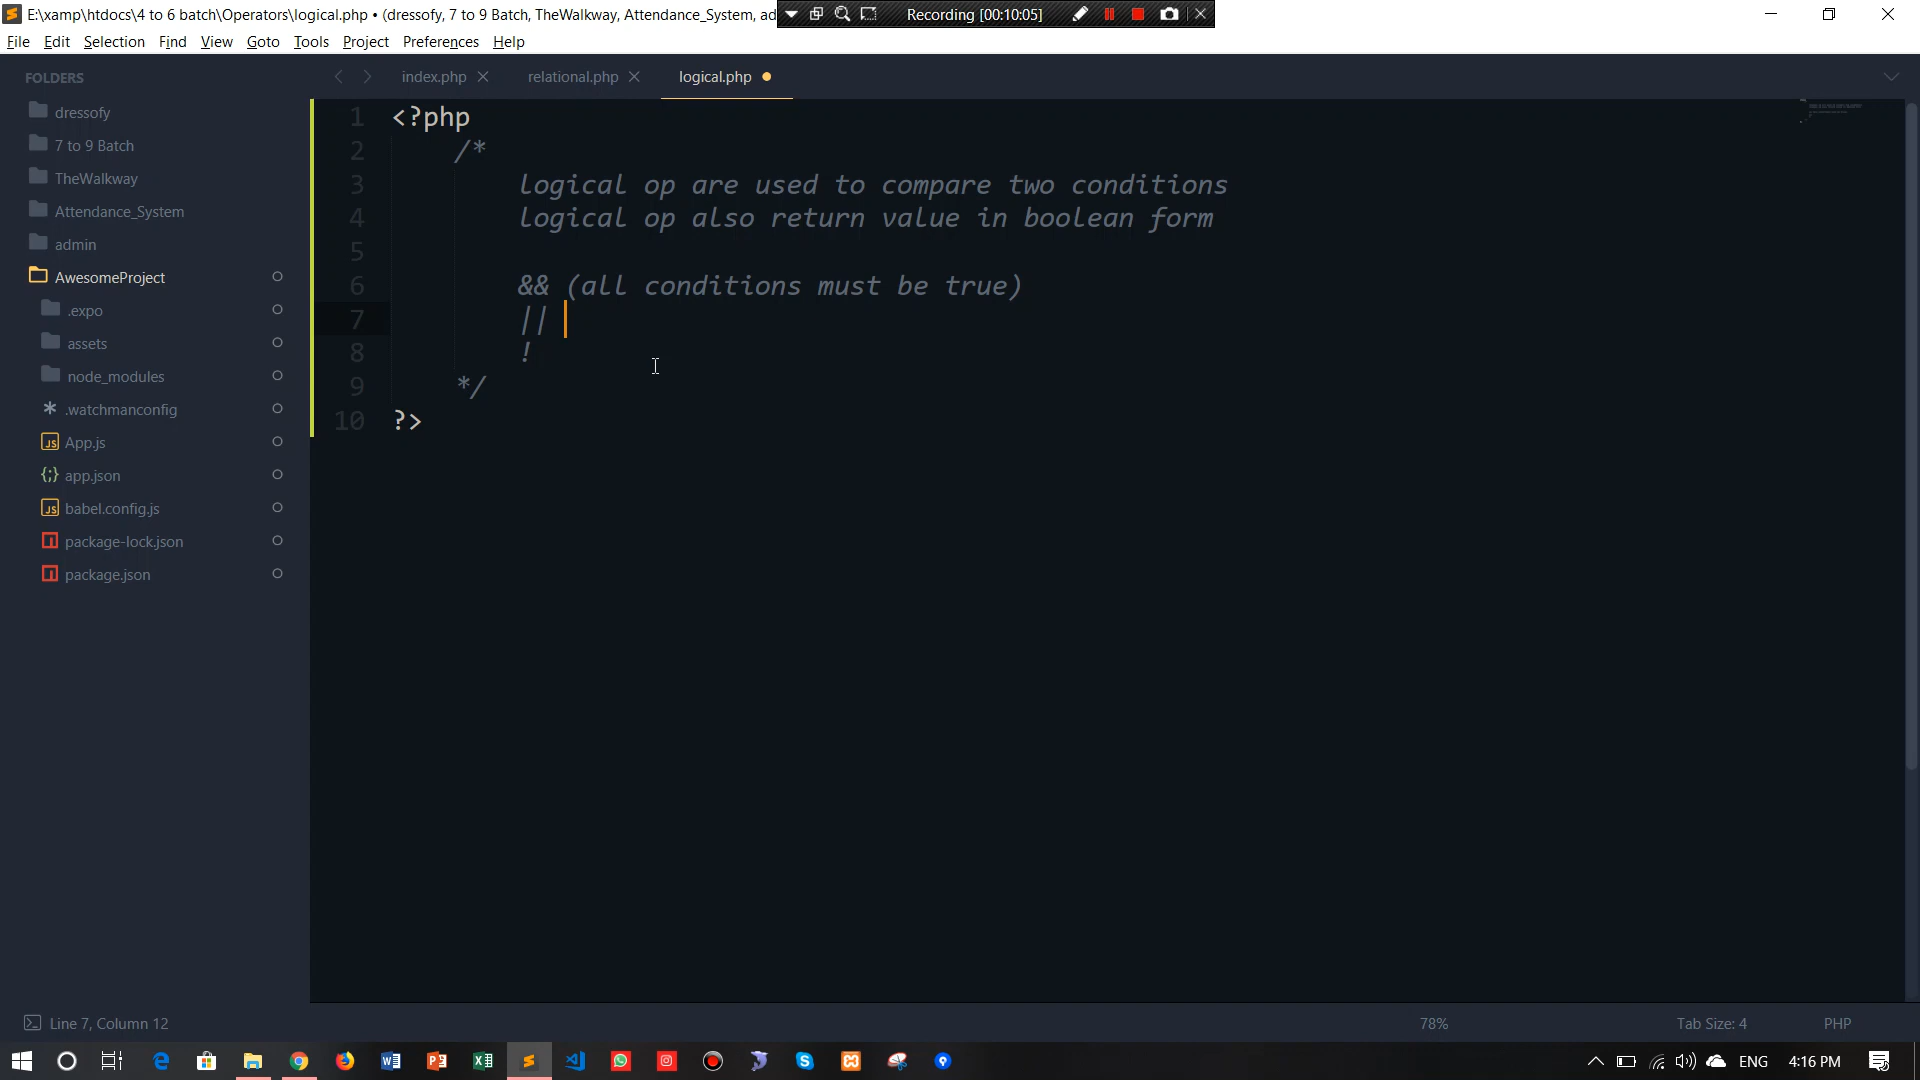 E:\xamp\htdocs\4 to 6 batch\Operators\logical.php • (dressofy, 7 to 9 Batch, TheWalkway, Attendance_System, ad
Recording [00:10:05]
File Edit Selection Find View Goto Tools Project Preferences Help
FOLDERS
dressofy
7 to 9 Batch
TheWalkway
Attendance_System
admin
AwesomeProject
.expo
assets
node_modules
.watchmanconfig
App.js
app.json
babel.config.js
package-lock.json
package.json
index.php relational.php logical.php
1 <?php
2 /*
3 logical op are used to compare two conditions
4 logical op also return value in boolean form
5
6 && (all conditions must be true)
7 ||
8 !
9 */
10 ?>
Line 7, Column 12 78% Tab Size: 4 PHP
ENG 4:16 PM